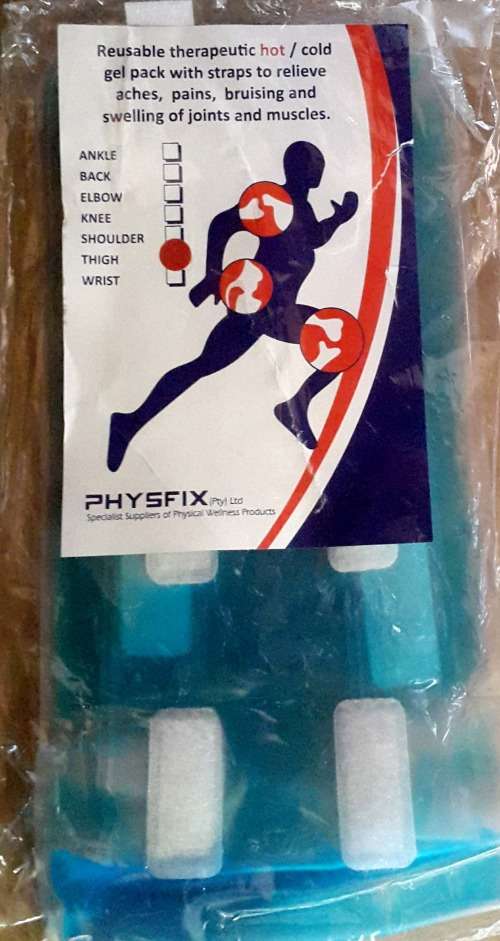 Reusable therapeutic hot / cold
gel pack with straps to relieve
aches, pains, bruising and
swelling of joints and muscles.
ANKLE
BACK
ELBOW
KNEE
SHOULDER
THIGH
WRIST
PHYSFIX (Pty) Ltd
Specialist Suppliers of Physical Wellness Products